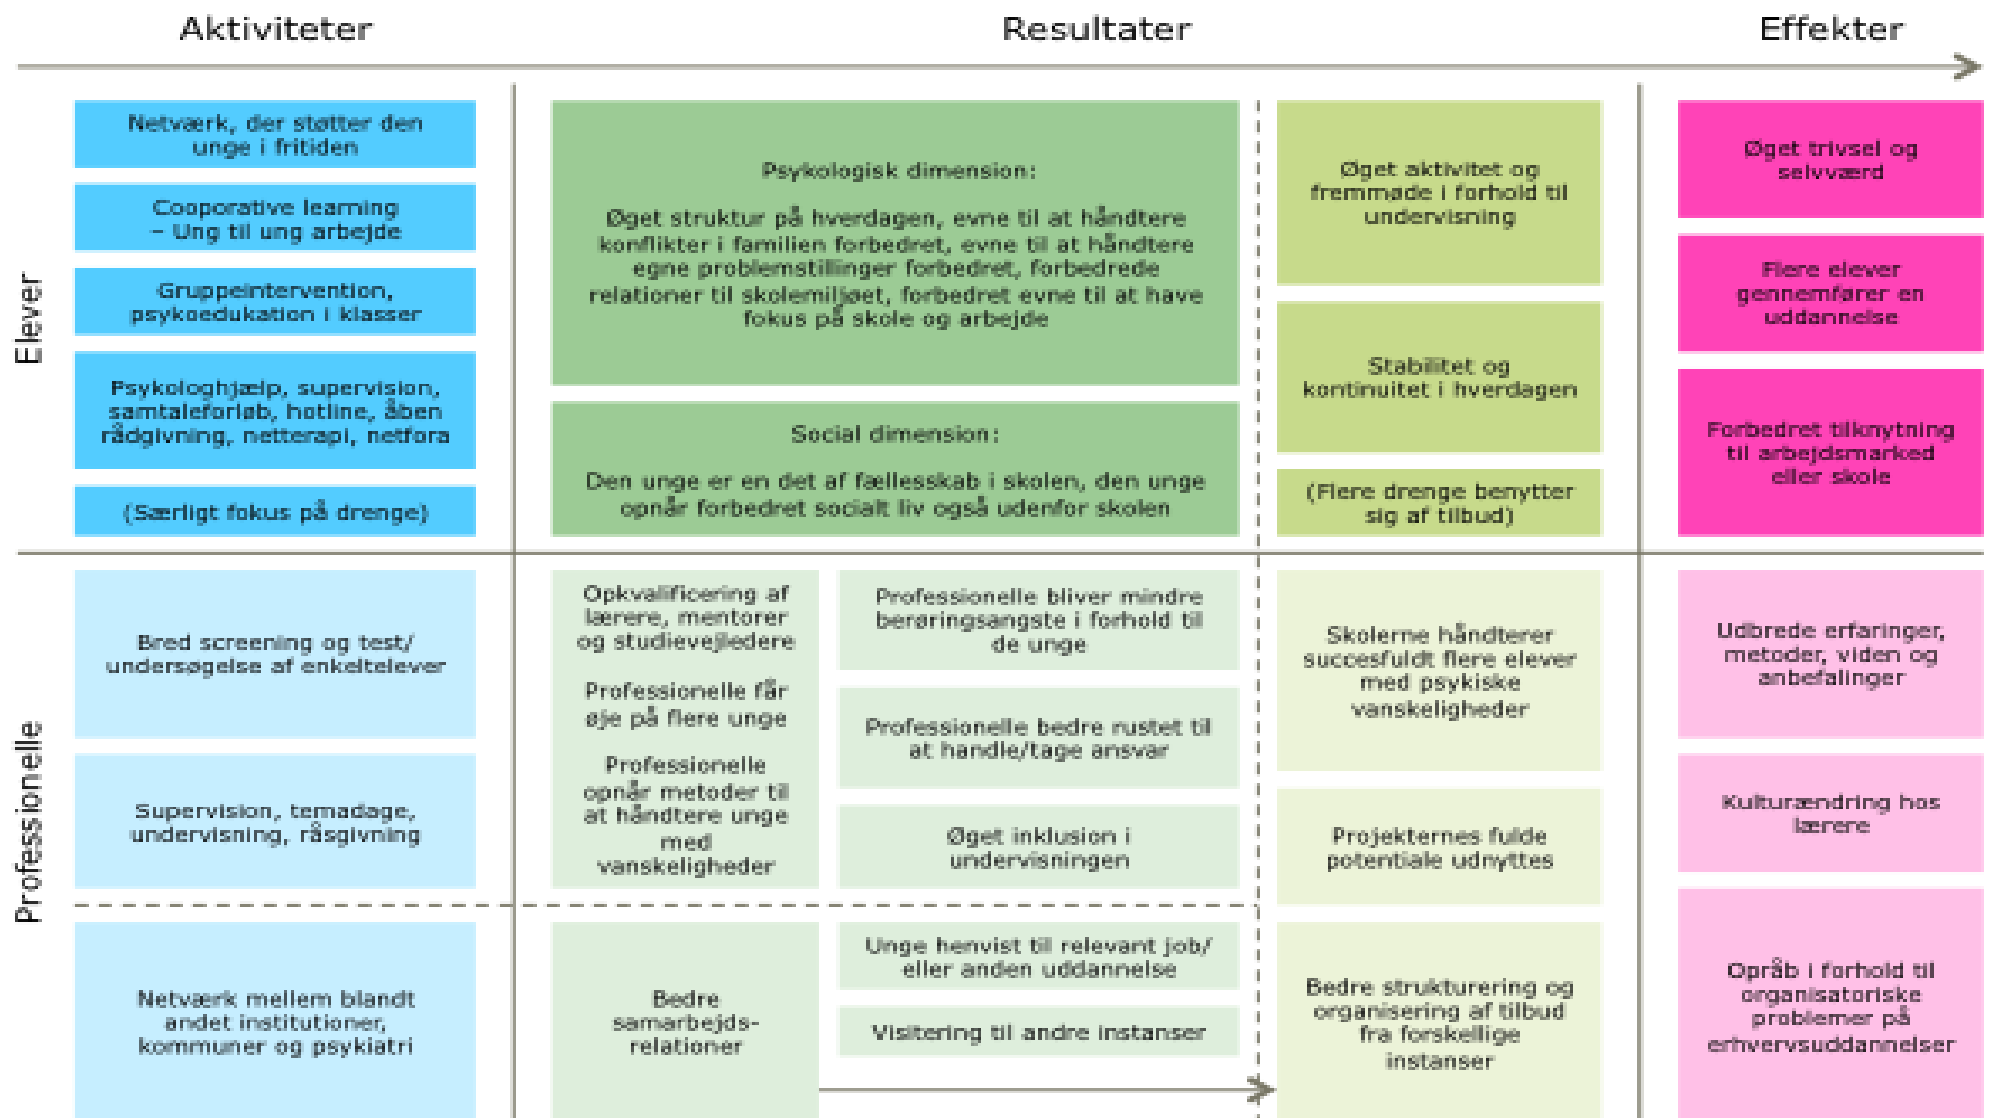 Aktiviteter
Resultater
Effekter
Elever
Netværk, der støtter den
unge i fritiden
Cooporative learning
– Ung til ung arbejde
Gruppeintervention,
psykoedukation i klasser
Psykologhjælp, supervision,
samtaleforløb, hotline, åben
rådgivning, netterapi, netfora
(Særligt fokus på drenge)
Psykologisk dimension:
Øget struktur på hverdagen, evne til at håndtere
konflikter i familien forbedret, evne til at håndtere
egne problemstillinger forbedret, forbedrede
relationer til skolemiljøet, forbedret evne til at have
fokus på skole og arbejde
Social dimension:
Den unge er en det af fællesskab i skolen, den unge
opnår forbedret socialt liv også udenfor skolen
Øget aktivitet og
fremmøde i forhold til
undervisning
Stabilitet og
kontinuitet i hverdagen
(Flere drenge benytter
sig af tilbud)
Øget trivsel og
selvværd
Flere elever
gennemfører en
uddannelse
Forbedret tilknytning
til arbejdsmarked
eller skole
Professionelle
Bred screening og test/
undersøgelse af enkeltelever
Supervision, temadage,
undervisning, råsgivning
Netværk mellem blandt
andet institutioner,
kommuner og psykiatri
Opkvalificering af
lærere, mentorer
og studievejledere
Professionelle får
øje på flere unge
Professionelle
opnår metoder til
at håndtere unge
med
vanskeligheder
Bedre
samarbejds-
relationer
Professionelle bliver mindre
berøringsangste i forhold til
de unge
Professionelle bedre rustet til
at handle/tage ansvar
Øget inklusion i
undervisningen
Unge henvist til relevant job/
eller anden uddannelse
Visitering til andre instanser
Skolerne håndterer
succesfuldt flere elever
med psykiske
vanskeligheder
Projekternes fulde
potentiale udnyttes
Bedre strukturering og
organisering af tilbud
fra forskellige
instanser
Udbrede erfaringer,
metoder, viden og
anbefalinger
Kulturændring hos
lærere
Opråb i forhold til
organisatoriske
problemer på
erhvervsuddannelser